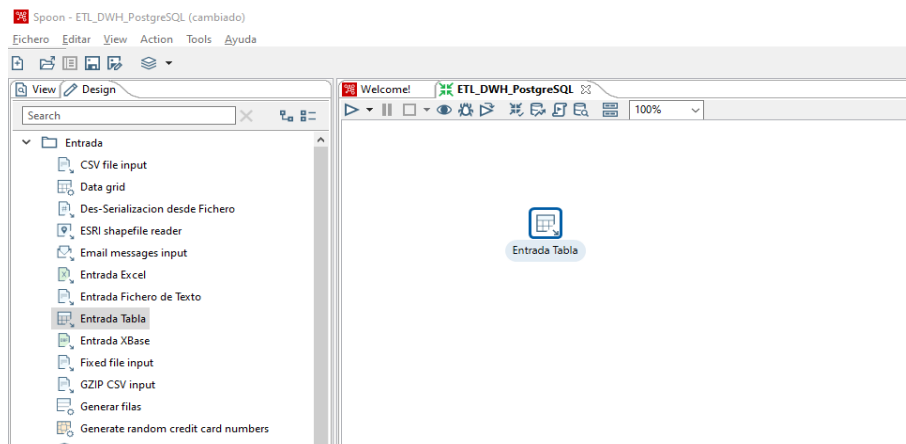 Spoon - ETL_DWH_PostgreSQL (cambiado)
Fichero Editar View Action Tools Ayuda
View Design
Welcome! ETL_DWH_PostgreSQL
Search
100%
Entrada
CSV file input
Data grid
Des-Serializacion desde Fichero
ESRI shapefile reader
Email messages input
Entrada Excel
Entrada Fichero de Texto
Entrada Tabla
Entrada XBase
Fixed file input
GZIP CSV input
Generar filas
Generate random credit card numbers
Entrada Tabla